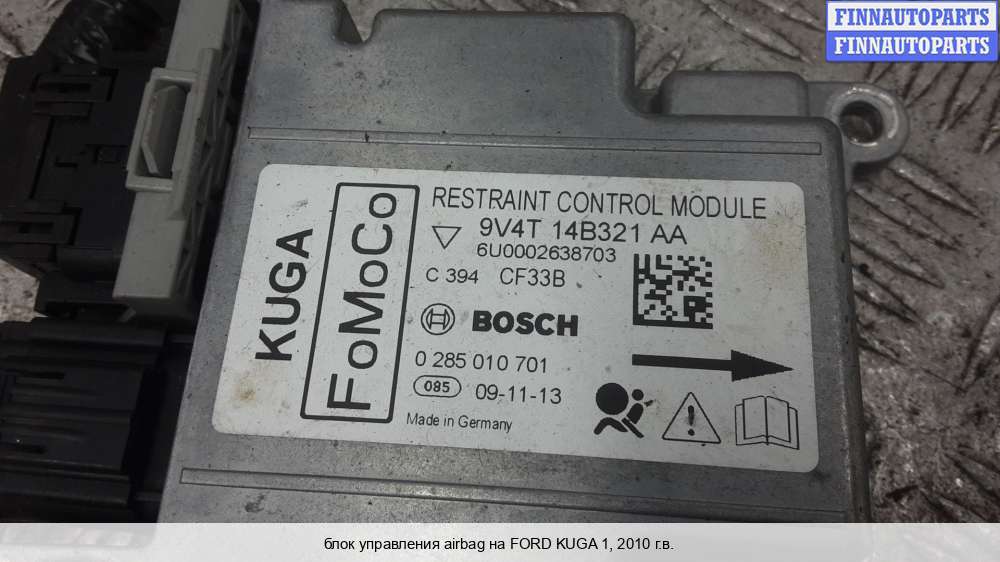 FINNAUTOPARTS
FINNAUTOPARTS
KUGA
FoMoCo
RESTRAINT CONTROL MODULE
9V4T 14B321 AA
6U0002638703
C 394 CF33B
BOSCH
0 285 010 701
085 09-11-13
Made in Germany
блок управления airbag на FORD KUGA 1, 2010 г.в.